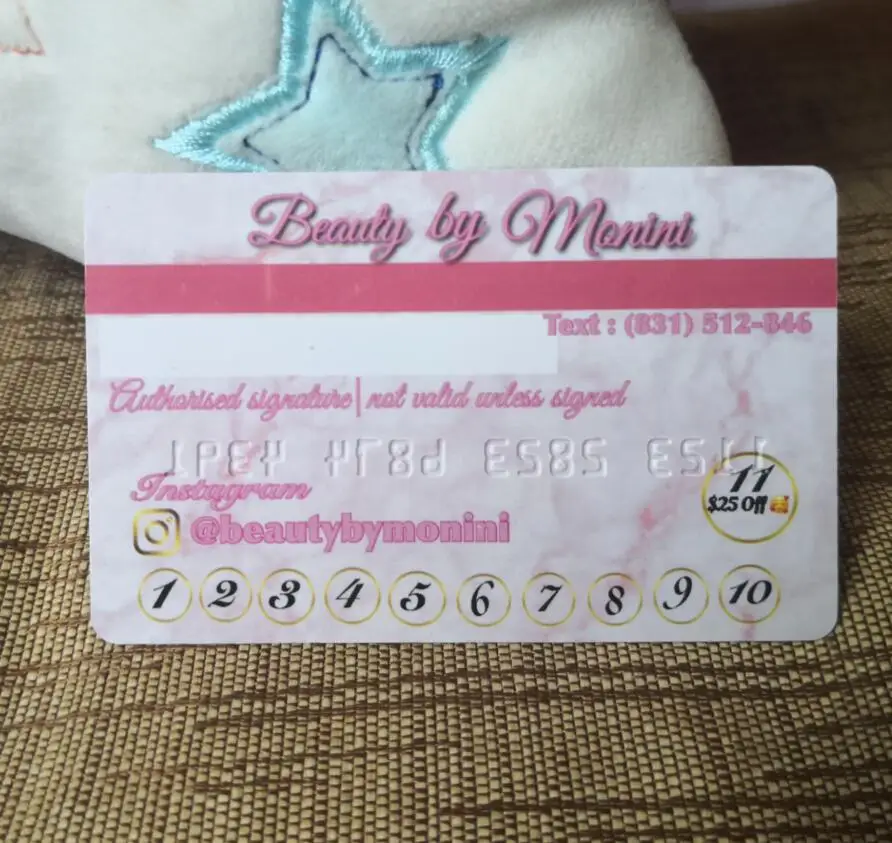 Beauty by Monini
Text : (831) 512-846
Authorised signature| not valid unless signed
Instagram
@beautybymonini
11
$25 Off 🥰
1 2 3 4 5 6 7 8 9 10